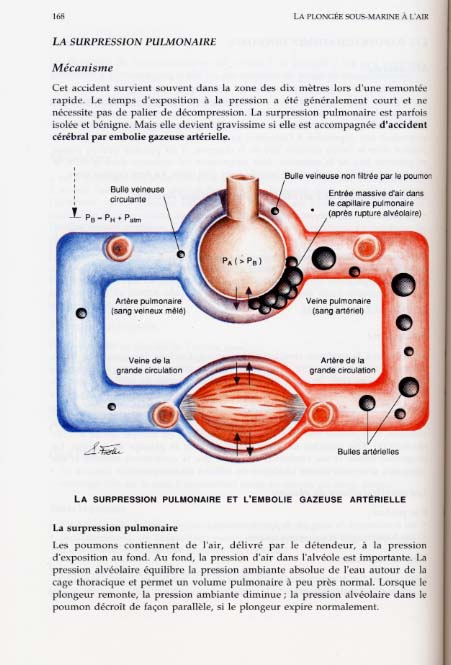 168
LA PLONGÉE SOUS-MARINE À L'AIR
LA SURPRESSION PULMONAIRE
Mécanisme
Cet accident survient souvent dans la zone des dix mètres lors d'une remontée
rapide. Le temps d'exposition à la pression a été généralement court et ne
nécessite pas de palier de décompression. La surpression pulmonaire est parfois
isolée et bénigne. Mais elle devient gravissime si elle est accompagnée d'accident
cérébral par embolie gazeuse artérielle.
Bulle veineuse non filtrée par le poumon
Bulle veineuse
circulante
Entrée massive d'air dans
le capillaire pulmonaire
(après rupture alvéolaire)
PB = PH + Patm
PA ( > PB )
Artère pulmonaire
(sang veineux mêlé)
Veine pulmonaire
(sang artériel)
Veine de la
grande circulation
Artère de la
grande circulation
Bulles artérielles
LA SURPRESSION PULMONAIRE ET L'EMBOLIE GAZEUSE ARTÉRIELLE
La surpression pulmonaire
Les poumons contiennent de l'air, délivré par le détendeur, à la pression
d'exposition au fond. Au fond, la pression d'air dans l'alvéole est importante. La
pression alvéolaire équilibre la pression ambiante absolue de l'eau autour de la
cage thoracique et permet un volume pulmonaire à peu près normal. Lorsque le
plongeur remonte, la pression ambiante diminue ; la pression alvéolaire dans le
poumon décroît de façon parallèle, si le plongeur expire normalement.